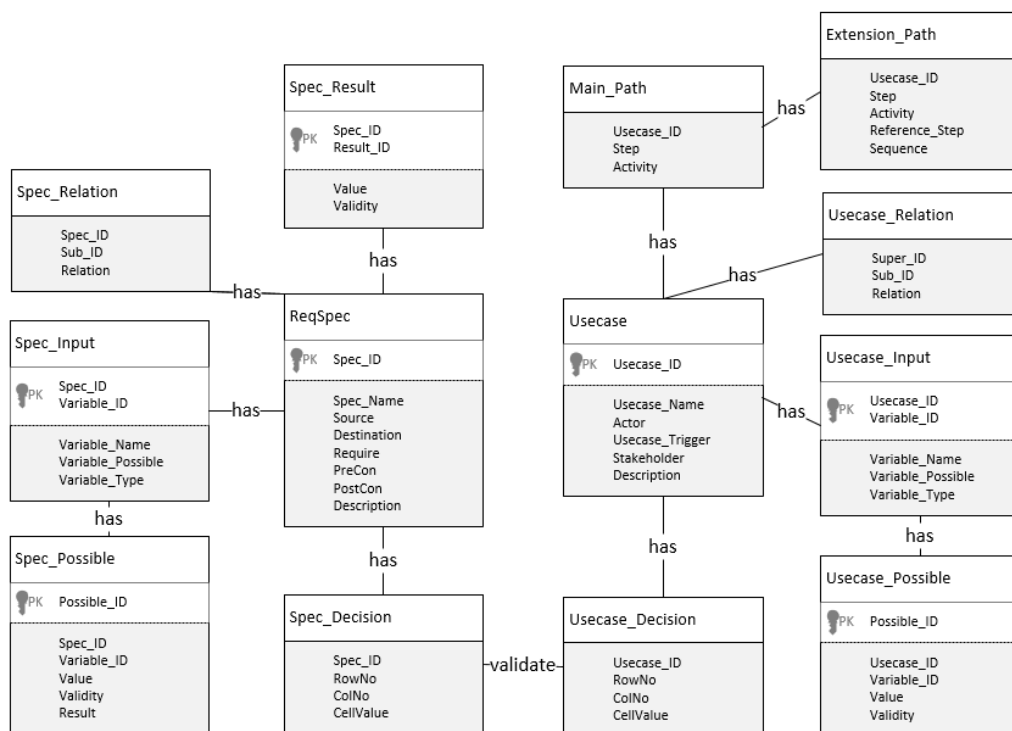 Extension_Path
Usecase_ID
Step
Activity
Reference_Step
Sequence
Spec_Result
PK
Spec_ID
Result_ID
Value
Validity
Main_Path
Usecase_ID
Step
Activity
has
Spec_Relation
Spec_ID
Sub_ID
Relation
Usecase_Relation
Super_ID
Sub_ID
Relation
has
has
has
has
ReqSpec
PK
Spec_ID
Spec_Name
Source
Destination
Require
PreCon
PostCon
Description
Usecase
PK
Usecase_ID
Usecase_Name
Actor
Usecase_Trigger
Stakeholder
Description
Spec_Input
PK
Spec_ID
Variable_ID
Variable_Name
Variable_Possible
Variable_Type
has
Usecase_Input
PK
Usecase_ID
Variable_ID
Variable_Name
Variable_Possible
Variable_Type
has
has
has
has
has
Spec_Possible
PK
Possible_ID
Spec_ID
Variable_ID
Value
Validity
Result
Spec_Decision
Spec_ID
RowNo
ColNo
CellValue
validate
Usecase_Decision
Usecase_ID
RowNo
ColNo
CellValue
Usecase_Possible
PK
Possible_ID
Usecase_ID
Variable_ID
Value
Validity